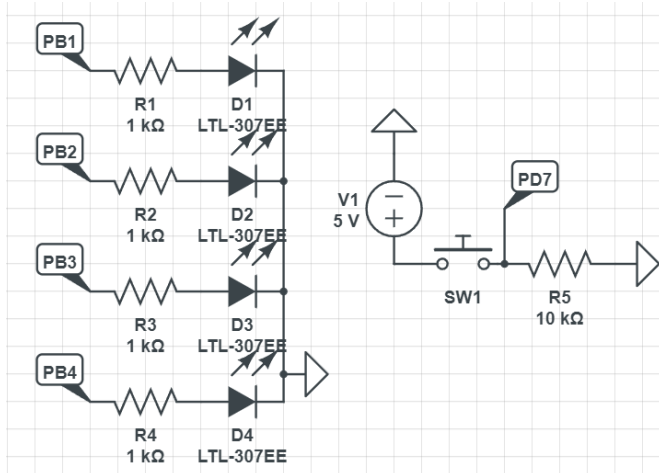 PB1
R1
1 kΩ
D1
LTL-307EE
PB2
R2
1 kΩ
D2
LTL-307EE
PB3
R3
1 kΩ
D3
LTL-307EE
PB4
R4
1 kΩ
D4
LTL-307EE
V1
5 V
SW1
PD7
R5
10 kΩ